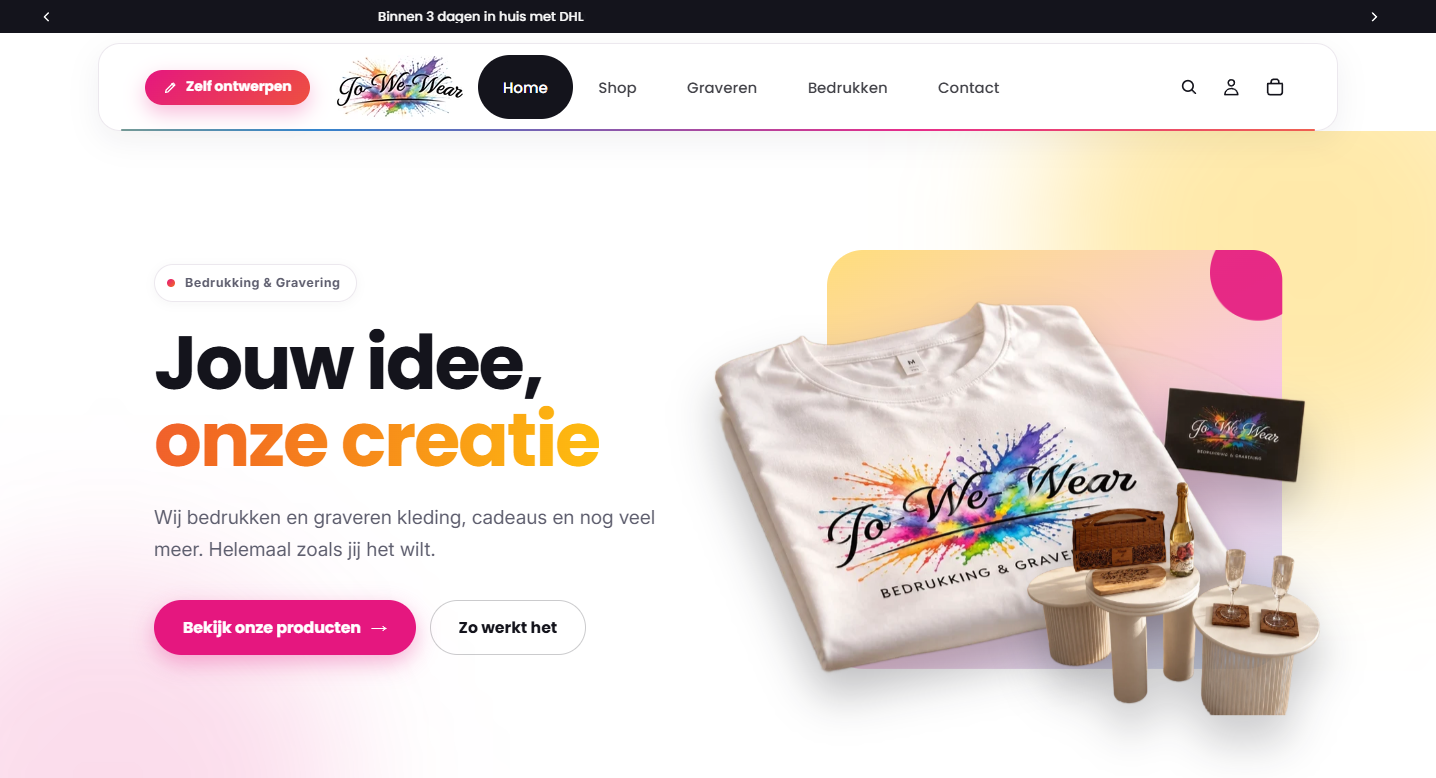 Binnen 3 dagen in huis met DHL
Zelf ontwerpen
Jo-We-Wear
Home
Shop
Graveren
Bedrukken
Contact
Bedrukking & Gravering
Jouw idee,
onze creatie
Wij bedrukken en graveren kleding, cadeaus en nog veel
meer. Helemaal zoals jij het wilt.
Bekijk onze producten →
Zo werkt het
M
Jo We-Wear
BEDRUKKING & GRAVE
Jo We Wear
BEDRUKKING & GRAVERING